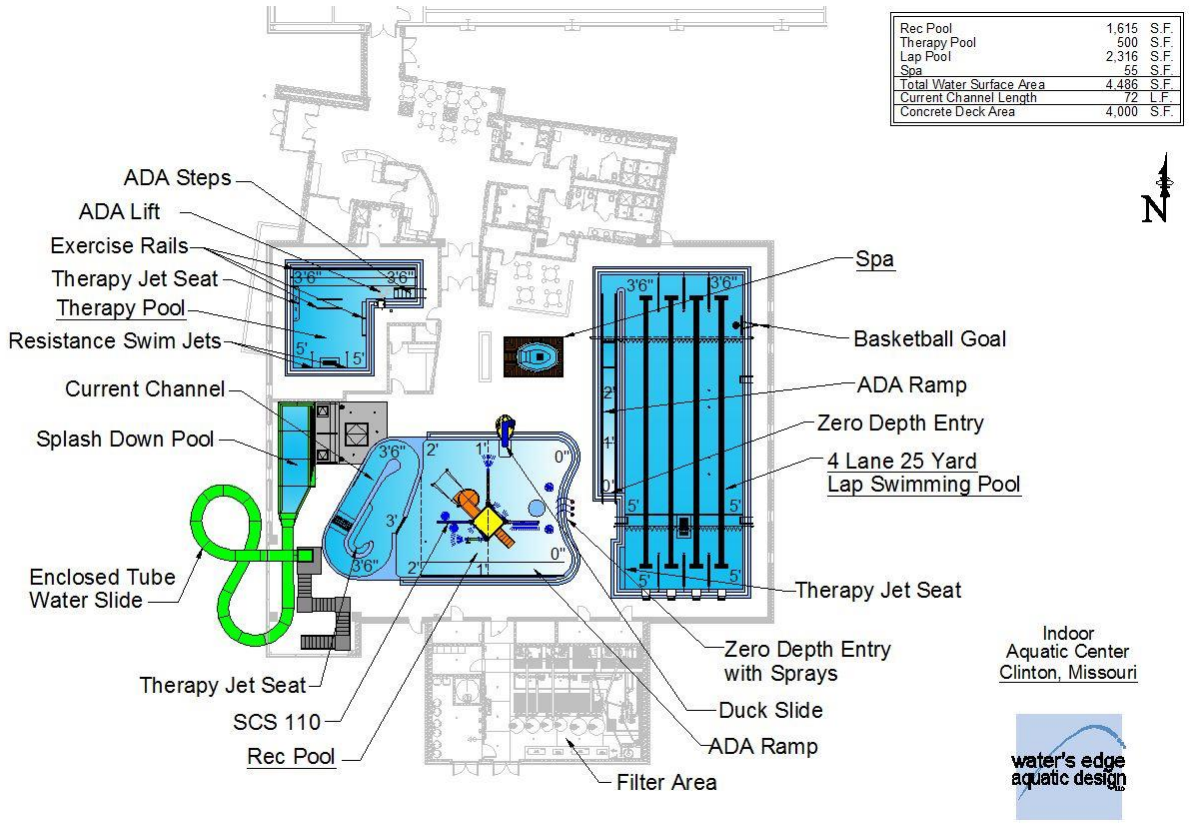 Rec Pool 1,615 S.F.
Therapy Pool 500 S.F.
Lap Pool 2,316 S.F.
Spa 55 S.F.
Total Water Surface Area 4,486 S.F.
Current Channel Length 72 L.F.
Concrete Deck Area 4,000 S.F.
N
ADA Steps
ADA Lift
Exercise Rails
Therapy Jet Seat
Therapy Pool
Resistance Swim Jets
Current Channel
Splash Down Pool
Enclosed Tube
Water Slide
Therapy Jet Seat
SCS 110
Rec Pool
3'6" 3'6"
5' 5'
3'6"
2' 1' 0"
3'
3'6" 2' 1' 0"
3'6" 3'6"
2'
1'
0'
5' 5'
5' 5'
Spa
Basketball Goal
ADA Ramp
Zero Depth Entry
4 Lane 25 Yard
Lap Swimming Pool
Therapy Jet Seat
Zero Depth Entry
with Sprays
Duck Slide
ADA Ramp
Filter Area
Indoor
Aquatic Center
Clinton, Missouri
water's edge
aquatic design
LLC